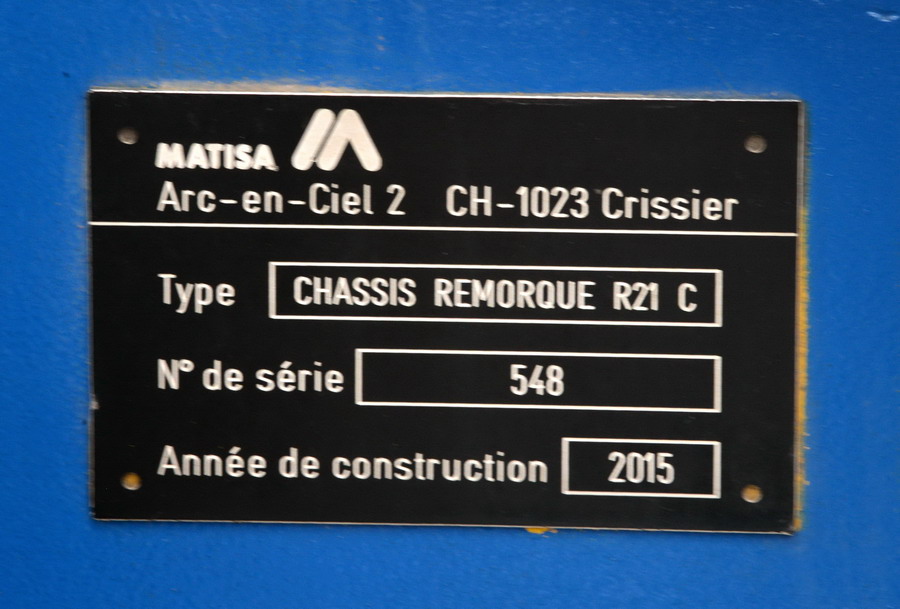 MATISA
Arc-en-Ciel 2 CH-1023 Crissier
Type CHASSIS REMORQUE R21 C
N° de série 548
Année de construction 2015